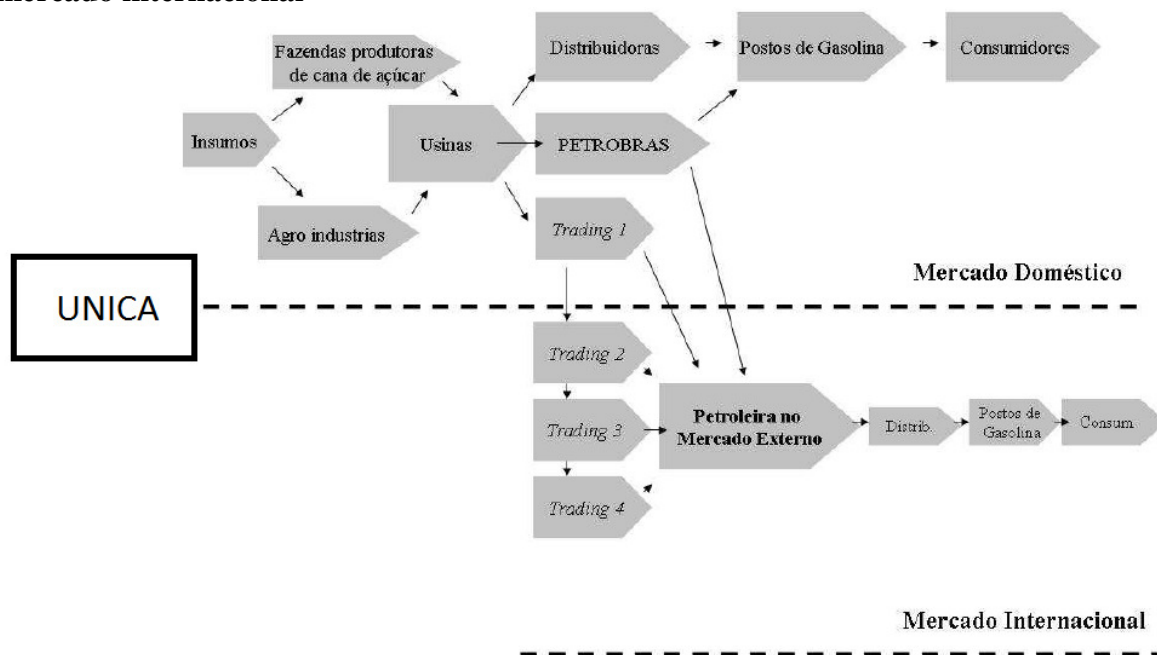 mercado internacional
Fazendas produtoras
de cana de açúcar
Distribuidoras
Postos de Gasolina
Consumidores
Insumos
Usinas
PETROBRAS
Agro industrias
Trading 1
Mercado Doméstico
UNICA
Trading 2
Trading 3
Trading 4
Petroleira no
Mercado Externo
Distrib.
Postos de
Gasolina
Consum
Mercado Internacional